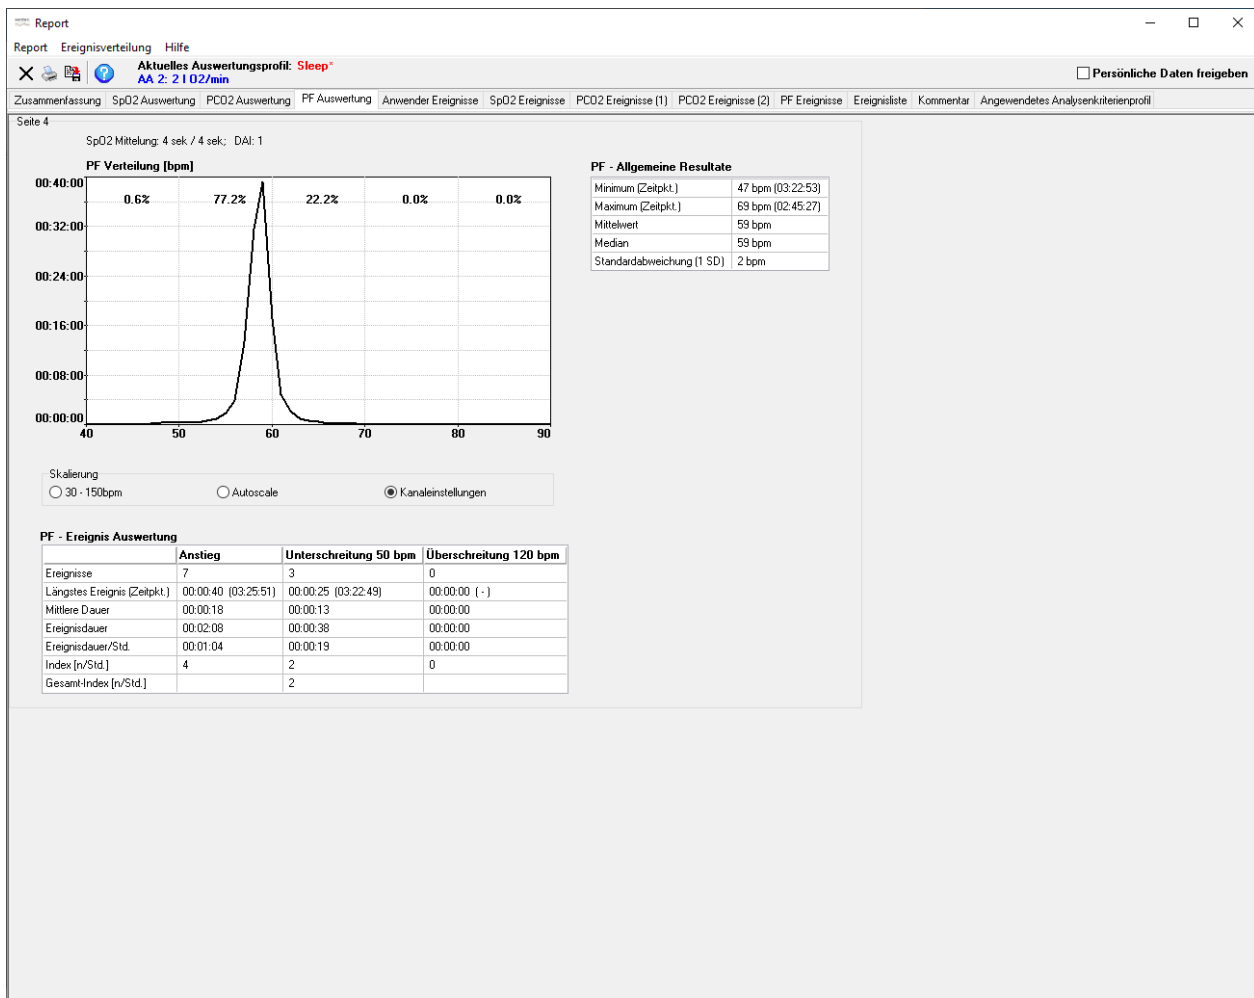 Report
Report Ereignisverteilung Hilfe
Aktuelles Auswertungsprofil: Sleep*
AA 2: 2 l O2/min
Persönliche Daten freigeben
Zusammenfassung SpO2 Auswertung PCO2 Auswertung PF Auswertung Anwender Ereignisse SpO2 Ereignisse PCO2 Ereignisse (1) PCO2 Ereignisse (2) PF Ereignisse Ereignisliste Kommentar Angewendetes Analysenkriterienprofil
Seite 4
SpO2 Mittelung: 4 sek / 4 sek; DAI: 1
PF Verteilung [bpm]
00:40:00
0.6% 77.2% 22.2% 0.0% 0.0%
00:32:00
00:24:00
00:16:00
00:08:00
00:00:00
40 50 60 70 80 90
PF - Allgemeine Resultate
Minimum (Zeitpkt.) 47 bpm (03:22:53)
Maximum (Zeitpkt.) 69 bpm (02:45:27)
Mittelwert 59 bpm
Median 59 bpm
Standardabweichung (1 SD) 2 bpm
Skalierung
30 - 150bpm Autoscale Kanaleinstellungen
PF - Ereignis Auswertung
Anstieg Unterschreitung 50 bpm Überschreitung 120 bpm
Ereignisse 7 3 0
Längstes Ereignis (Zeitpkt.) 00:00:40 (03:25:51) 00:00:25 (03:22:49) 00:00:00 ( - )
Mittlere Dauer 00:00:18 00:00:13 00:00:00
Ereignisdauer 00:02:08 00:00:38 00:00:00
Ereignisdauer/Std. 00:01:04 00:00:19 00:00:00
Index [n/Std.] 4 2 0
Gesamt-Index [n/Std.] 2